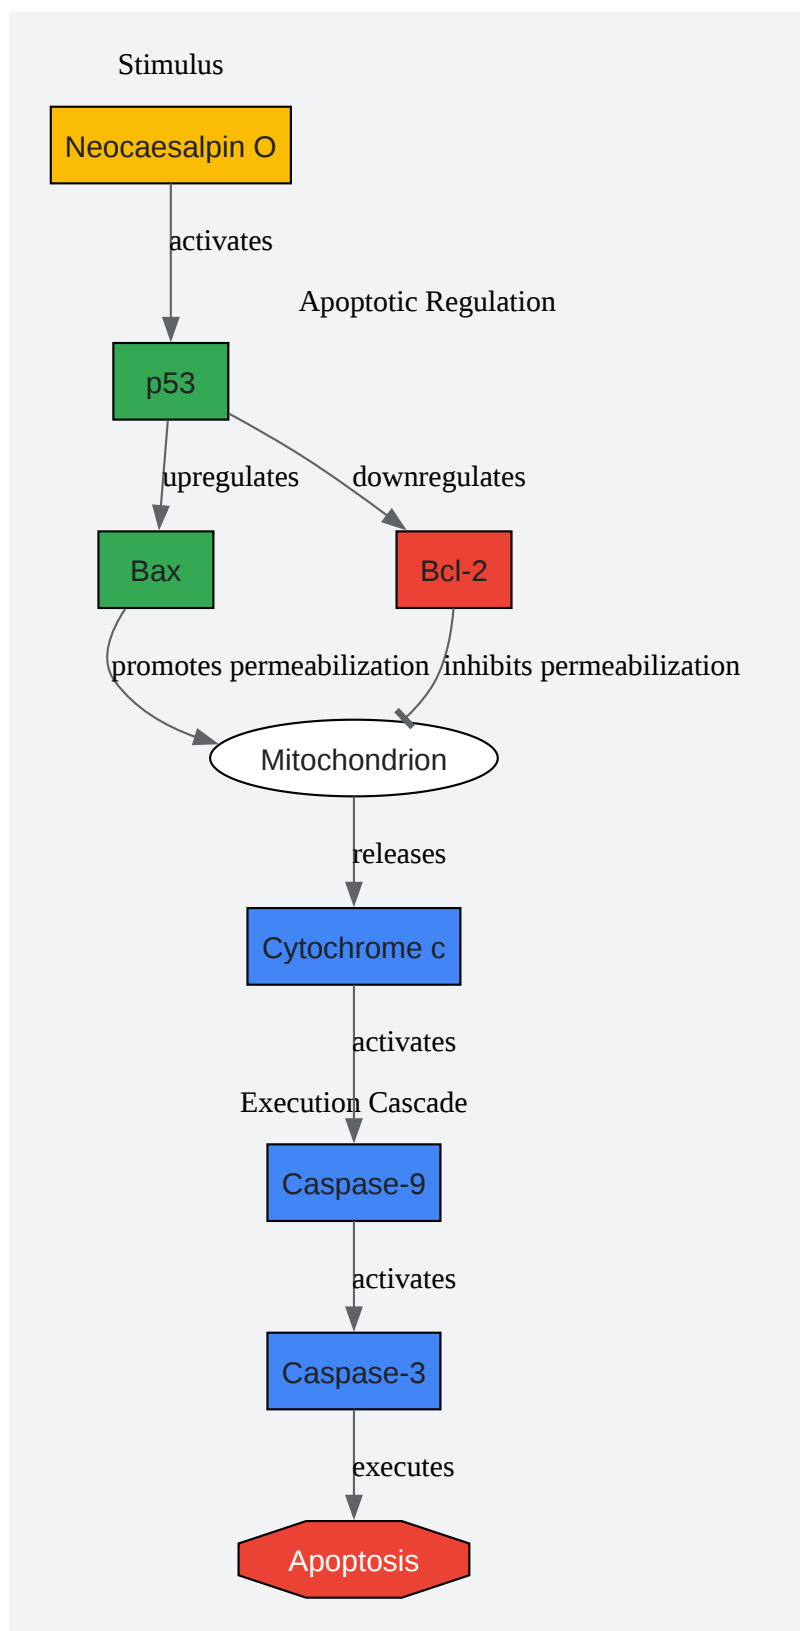 Stimulus
Neocaesalpin O
activates
Apoptotic Regulation
p53
upregulates
downregulates
Bax
Bcl-2
promotes permeabilization
inhibits permeabilization
Mitochondrion
releases
Cytochrome c
activates
Execution Cascade
Caspase-9
activates
Caspase-3
executes
Apoptosis